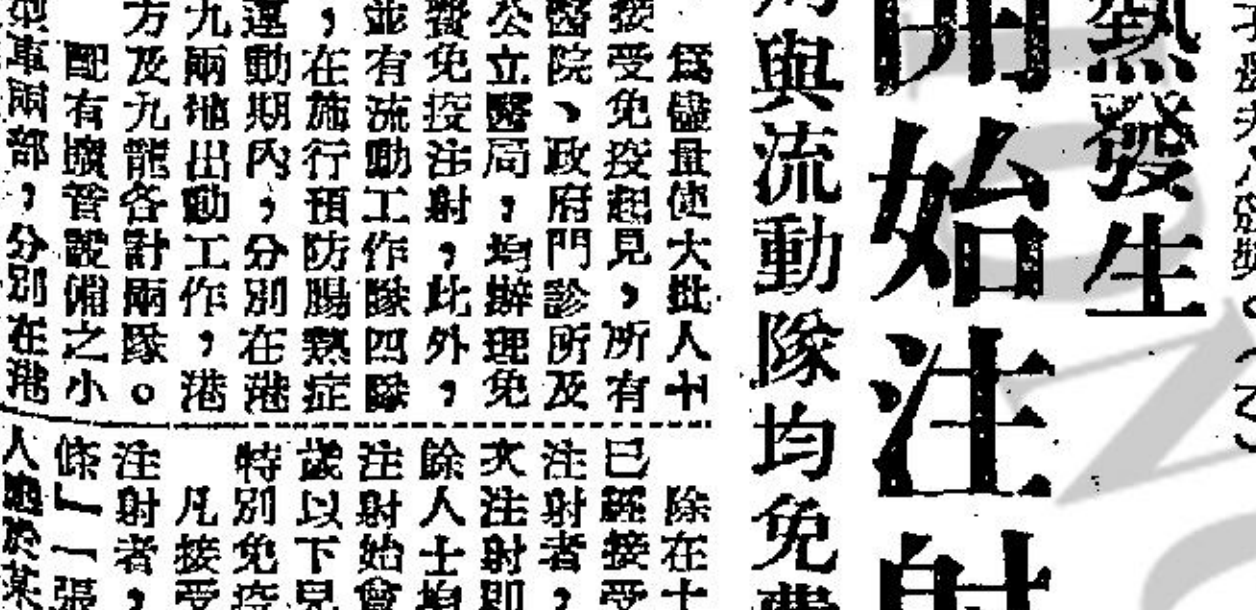 熱發生
開始注射
與流動隊均免費
爲儘量使大批人士
接受免疫起見，所有
醫院、政府門診所及
公立醫局，均辦理免
費免疫注射，此外，
並有流動工作隊四隊
，在施行預防腸熱症
運動期內，分別在港
九兩地出動工作，港
方及九龍各計兩隊。
配有擴音設備之小
型車兩部，分別在港
除在十
已經接受
注射者，
次注射則
餘人士均
注射始會
歲以下兒
特別免疫
凡接受
注射者，
條」一張
人